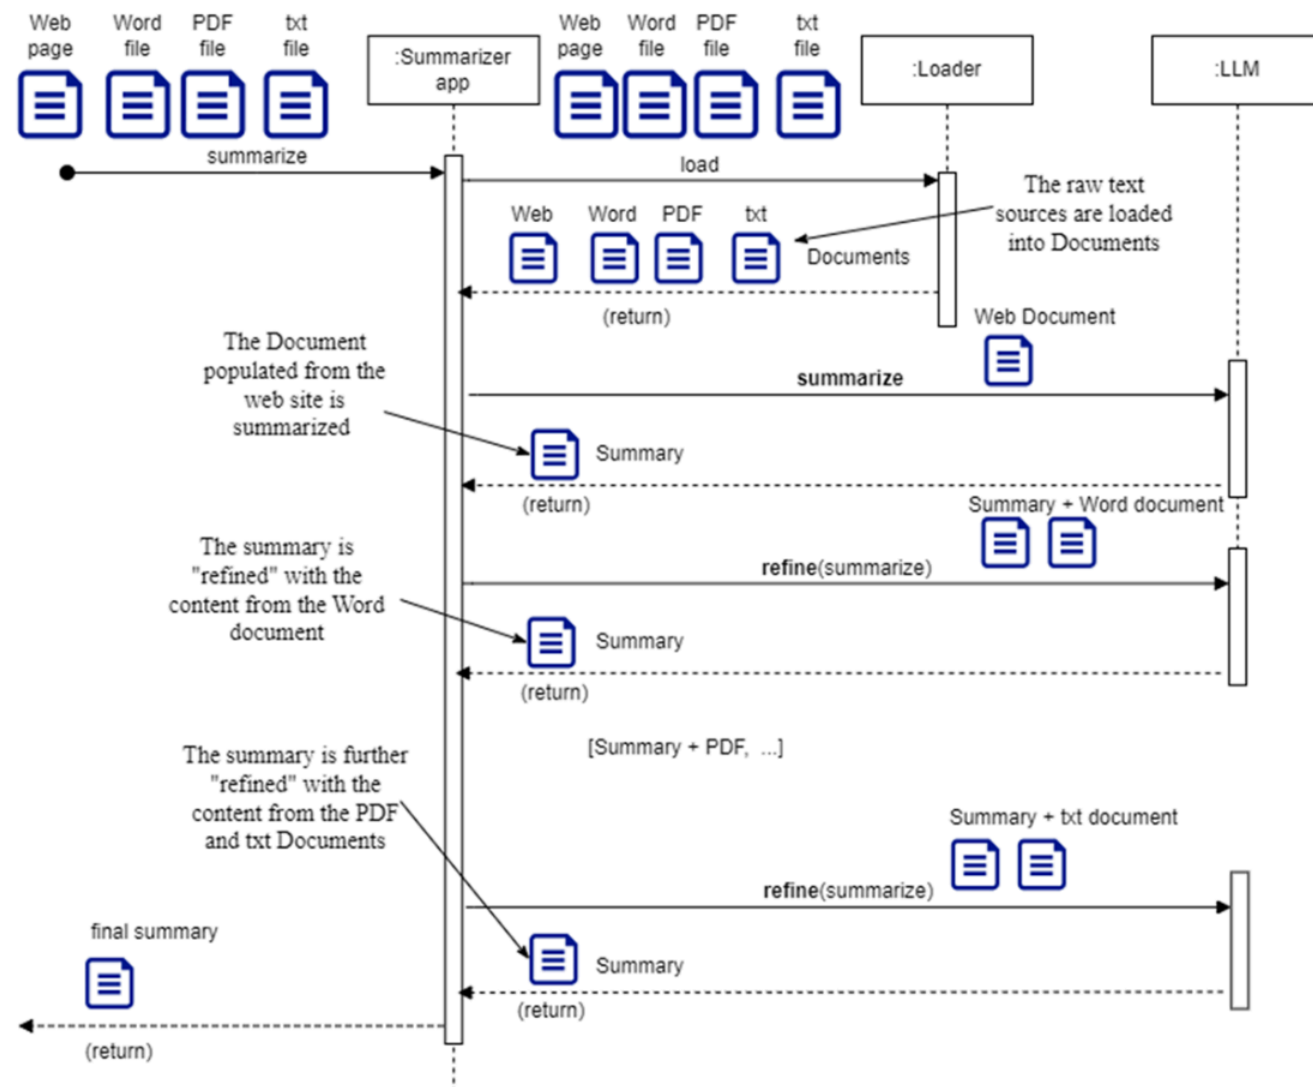 Web
page
Word
file
PDF
file
txt
file
:Summarizer
app
Web
page
Word
file
PDF
file
txt
file
:Loader
:LLM
summarize
load
The raw text
sources are loaded
into Documents
Web
Word
PDF
txt
Documents
(return)
Web Document
The Document
populated from the
web site is
summarized
summarize
Summary
(return)
Summary + Word document
The summary is
"refined" with the
content from the Word
document
refine(summarize)
Summary
(return)
[Summary + PDF, ...]
The summary is further
"refined" with the
content from the PDF
and txt Documents
Summary + txt document
refine(summarize)
final summary
Summary
(return)
(return)